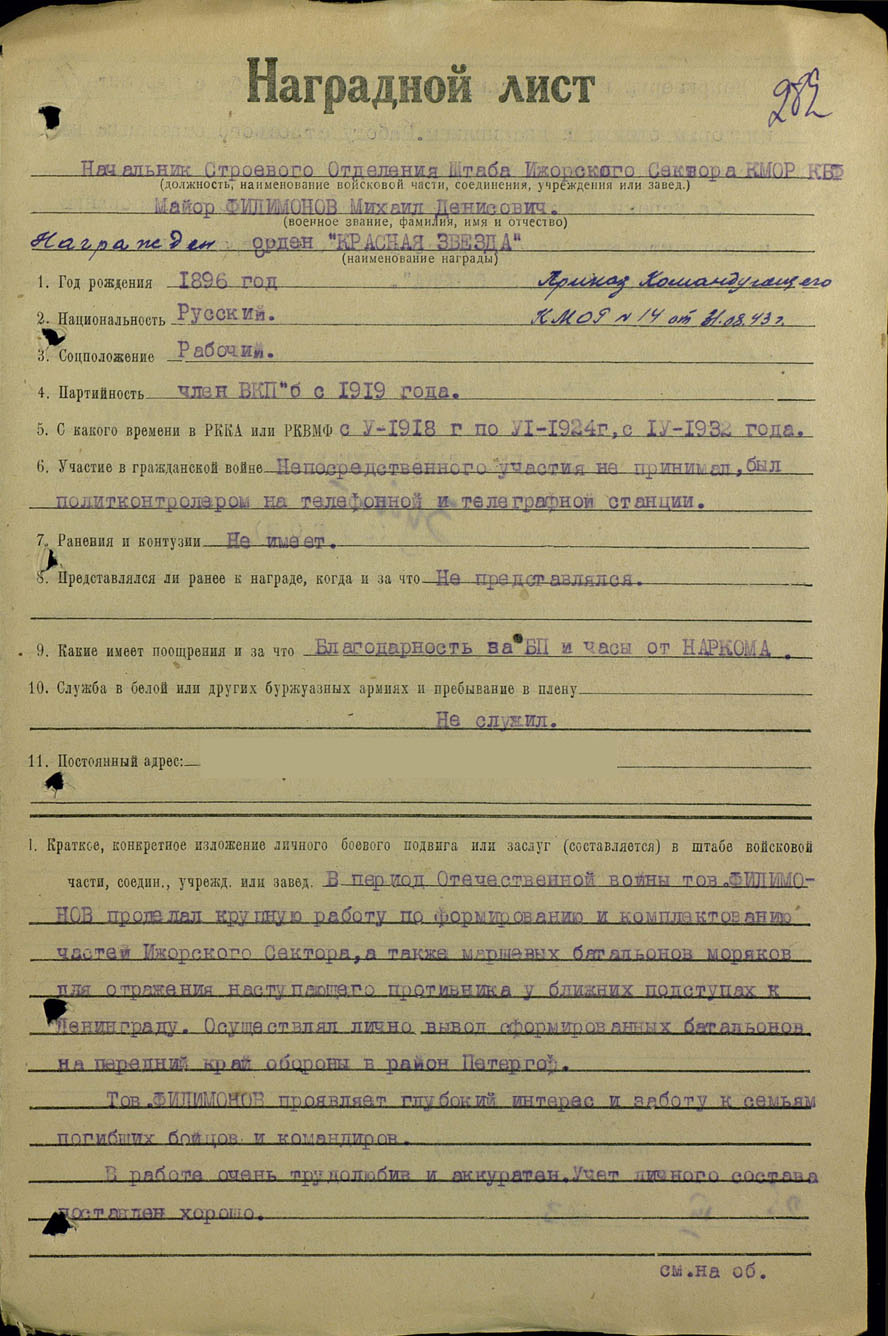 Наградной лист
282
Начальник Строевого Отделения Штаба Ижорского Сектора КМОР КБФ
(должность, наименование войсковой части, соединения, учреждения или завед.)
Майор ФИЛИМОНОВ Михаил Денисович.
(военное звание, фамилия, имя и отчество)
Награжден орден "КРАСНАЯ ЗВЕЗДА"
(наименование награды)
1. Год рождения 1896 год Приказ Командующего
2. Национальность Русский. КМОР N 14 от 31.08.43 г.
3. Соцположение Рабочий.
4. Партийность член ВКП"б с 1919 года.
5. С какого времени в РККА или РКВМФ с У-1918 г по УI-1924г,с IУ-1932 года.
6. Участие в гражданской войне Непосредственного участия не принимал,был
политконтролером на телефонной и телеграфной станции.
7. Ранения и контузии Не имеет.
8. Представлялся ли ранее к награде, когда и за что Не представлялся.
9. Какие имеет поощрения и за что Благодарность за БП и часы от НАРКОМА .
10. Служба в белой или других буржуазных армиях и пребывание в плену
Не служил.
11. Постоянный адрес:
I. Краткое, конкретное изложение личного боевого подвига или заслуг (составляется) в штабе войсковой
части, соедин., учрежд. или завед. В период Отечественной войны тов.ФИЛИМО-
НОВ проделал крупную работу по формированию и комплектованию
частей Ижорского Сектора,а также маршевых батальонов моряков
для отражения наступающего противника у ближних подступах к
Ленинграду. Осуществлял лично вывод сформированных батальонов
на передний край обороны в район Петергоф.
Тов.ФИЛИМОНОВ проявляет глубокий интерес и заботу к семьям
погибших бойцов и командиров.
В работе очень трудолюбив и аккуратен.Учет личного состава
поставлен хорошо.
см.на об.